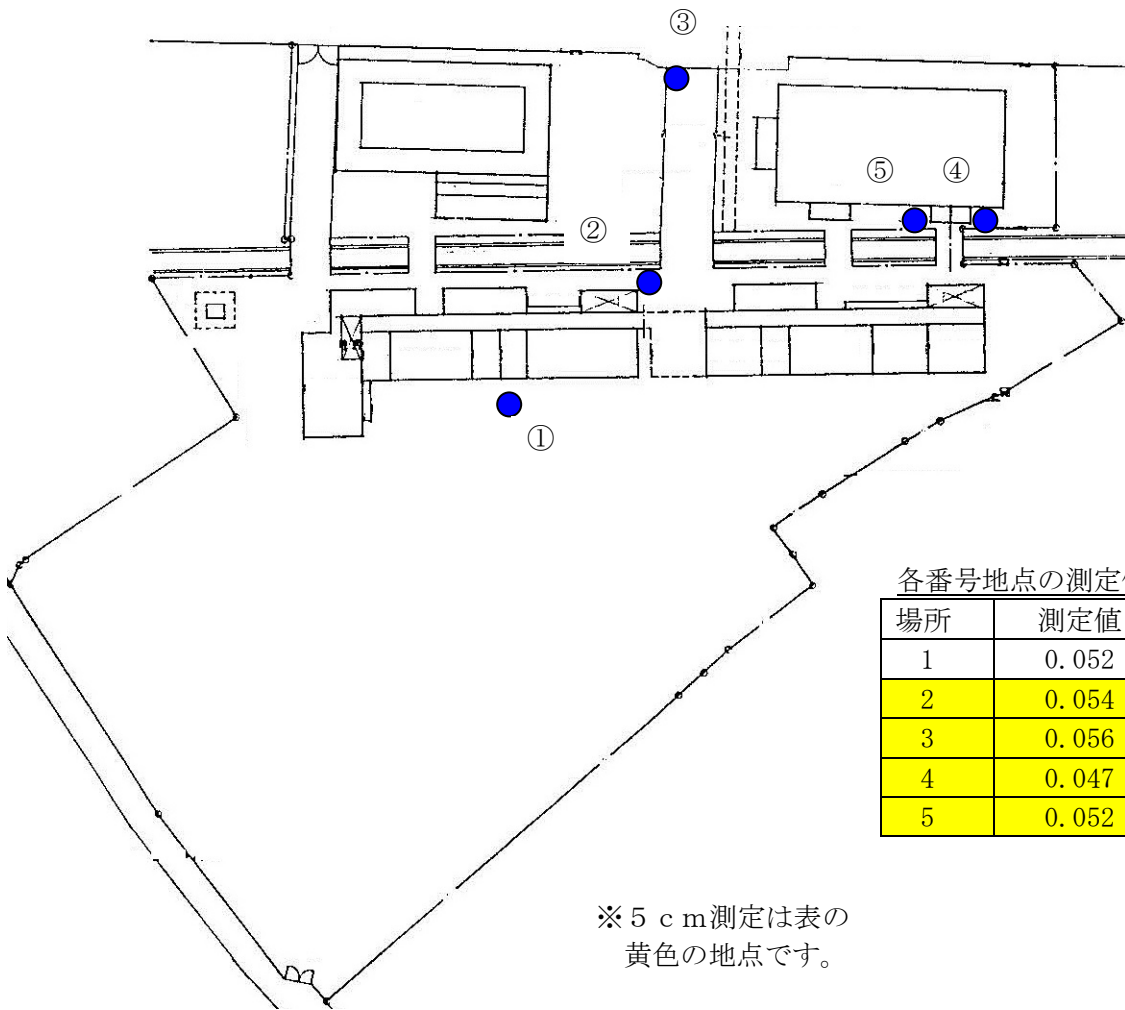 ③
⑤
④
②
①
各番号地点の測定
場所 測定値
1 0.052
2 0.054
3 0.056
4 0.047
5 0.052
※5cm測定は表の
黄色の地点です。